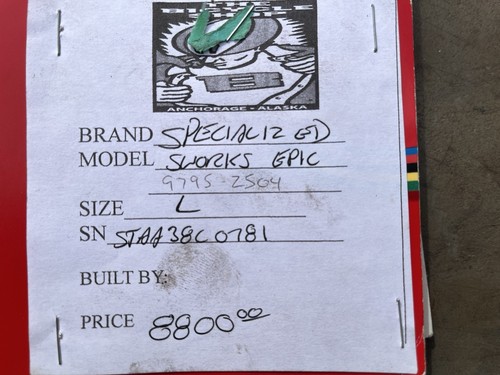 ANCHORAGE - ALASKA
BRAND SPECIALIZED
MODEL SWORKS EPIC
9795-2504
SIZE L
SN STAA38C0781
BUILT BY:
PRICE 8800.00